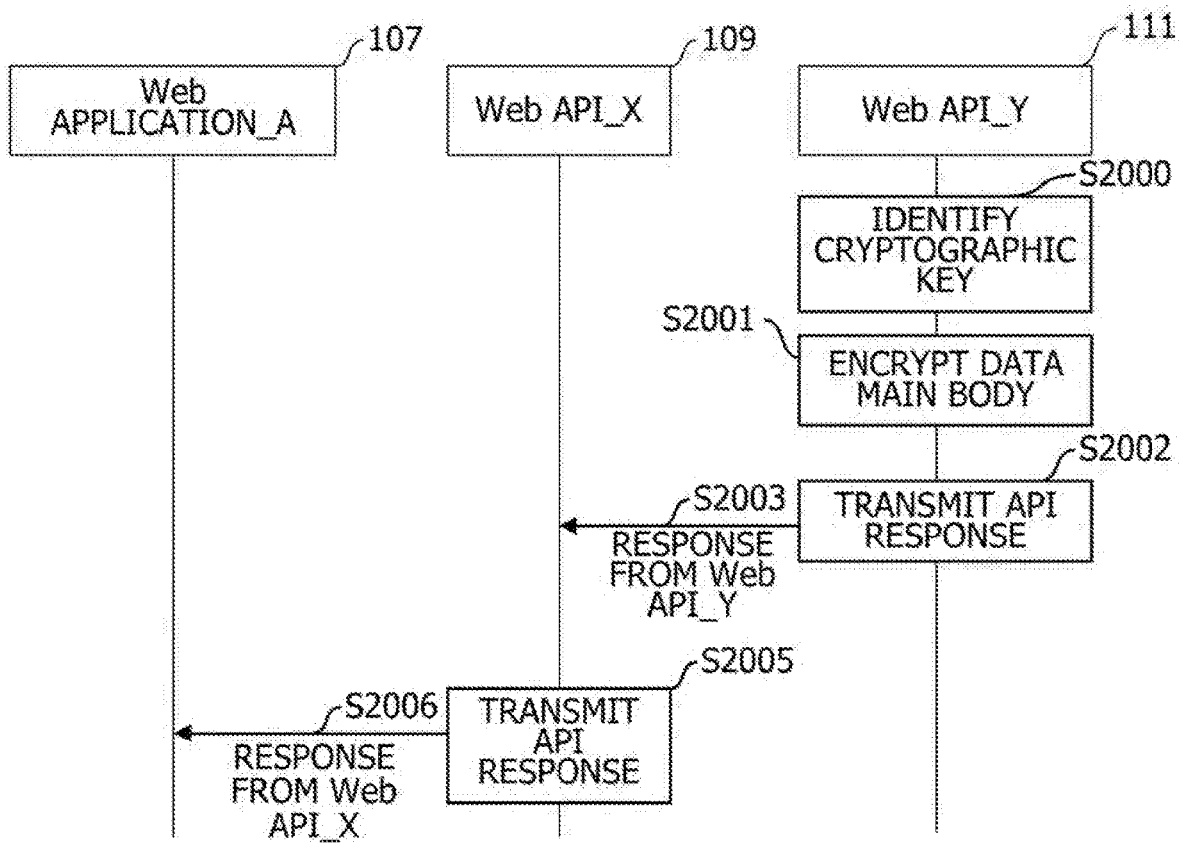 107
109
111
Web
APPLICATION_A
Web API_X
Web API_Y
S2000
IDENTIFY
CRYPTOGRAPHIC
KEY
S2001
ENCRYPT DATA
MAIN BODY
S2002
TRANSMIT API
RESPONSE
S2003
RESPONSE
FROM Web
API_Y
S2005
TRANSMIT
API
RESPONSE
S2006
RESPONSE
FROM Web
API_X